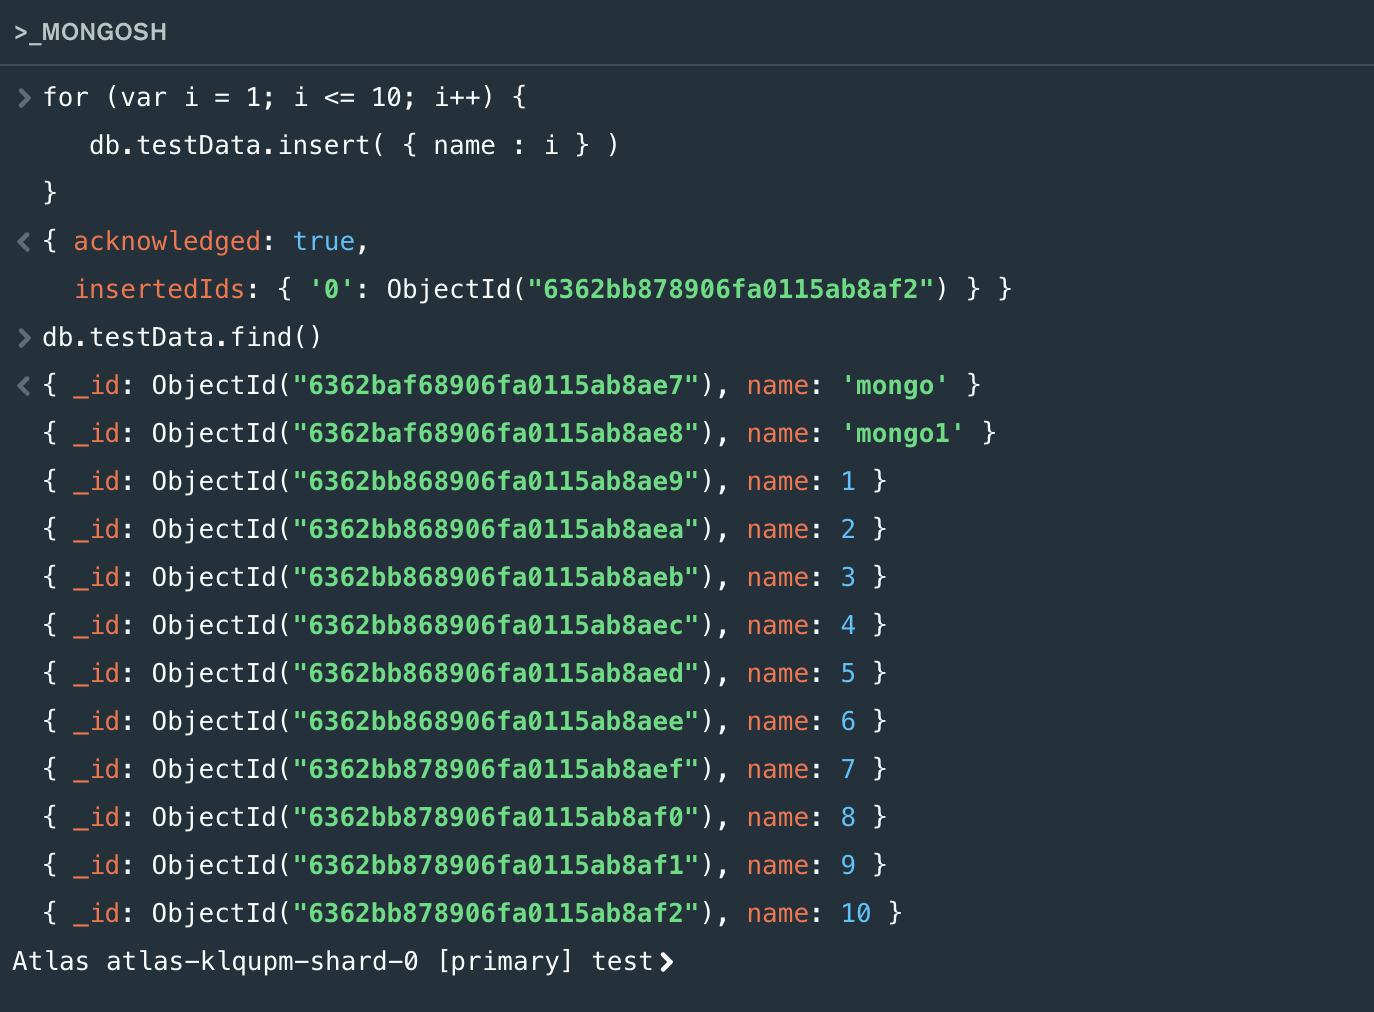 >_MONGOSH
for (var i = 1; i <= 10; i++) {
db.testData.insert( { name : i } )
}
{ acknowledged: true,
insertedIds: { '0': ObjectId("6362bb878906fa0115ab8af2") } }
db.testData.find()
{ _id: ObjectId("6362baf68906fa0115ab8ae7"), name: 'mongo' }
{ _id: ObjectId("6362baf68906fa0115ab8ae8"), name: 'mongo1' }
{ _id: ObjectId("6362bb868906fa0115ab8ae9"), name: 1 }
{ _id: ObjectId("6362bb868906fa0115ab8aea"), name: 2 }
{ _id: ObjectId("6362bb868906fa0115ab8aeb"), name: 3 }
{ _id: ObjectId("6362bb868906fa0115ab8aec"), name: 4 }
{ _id: ObjectId("6362bb868906fa0115ab8aed"), name: 5 }
{ _id: ObjectId("6362bb868906fa0115ab8aee"), name: 6 }
{ _id: ObjectId("6362bb878906fa0115ab8aef"), name: 7 }
{ _id: ObjectId("6362bb878906fa0115ab8af0"), name: 8 }
{ _id: ObjectId("6362bb878906fa0115ab8af1"), name: 9 }
{ _id: ObjectId("6362bb878906fa0115ab8af2"), name: 10 }
Atlas atlas-klqupm-shard-0 [primary] test>